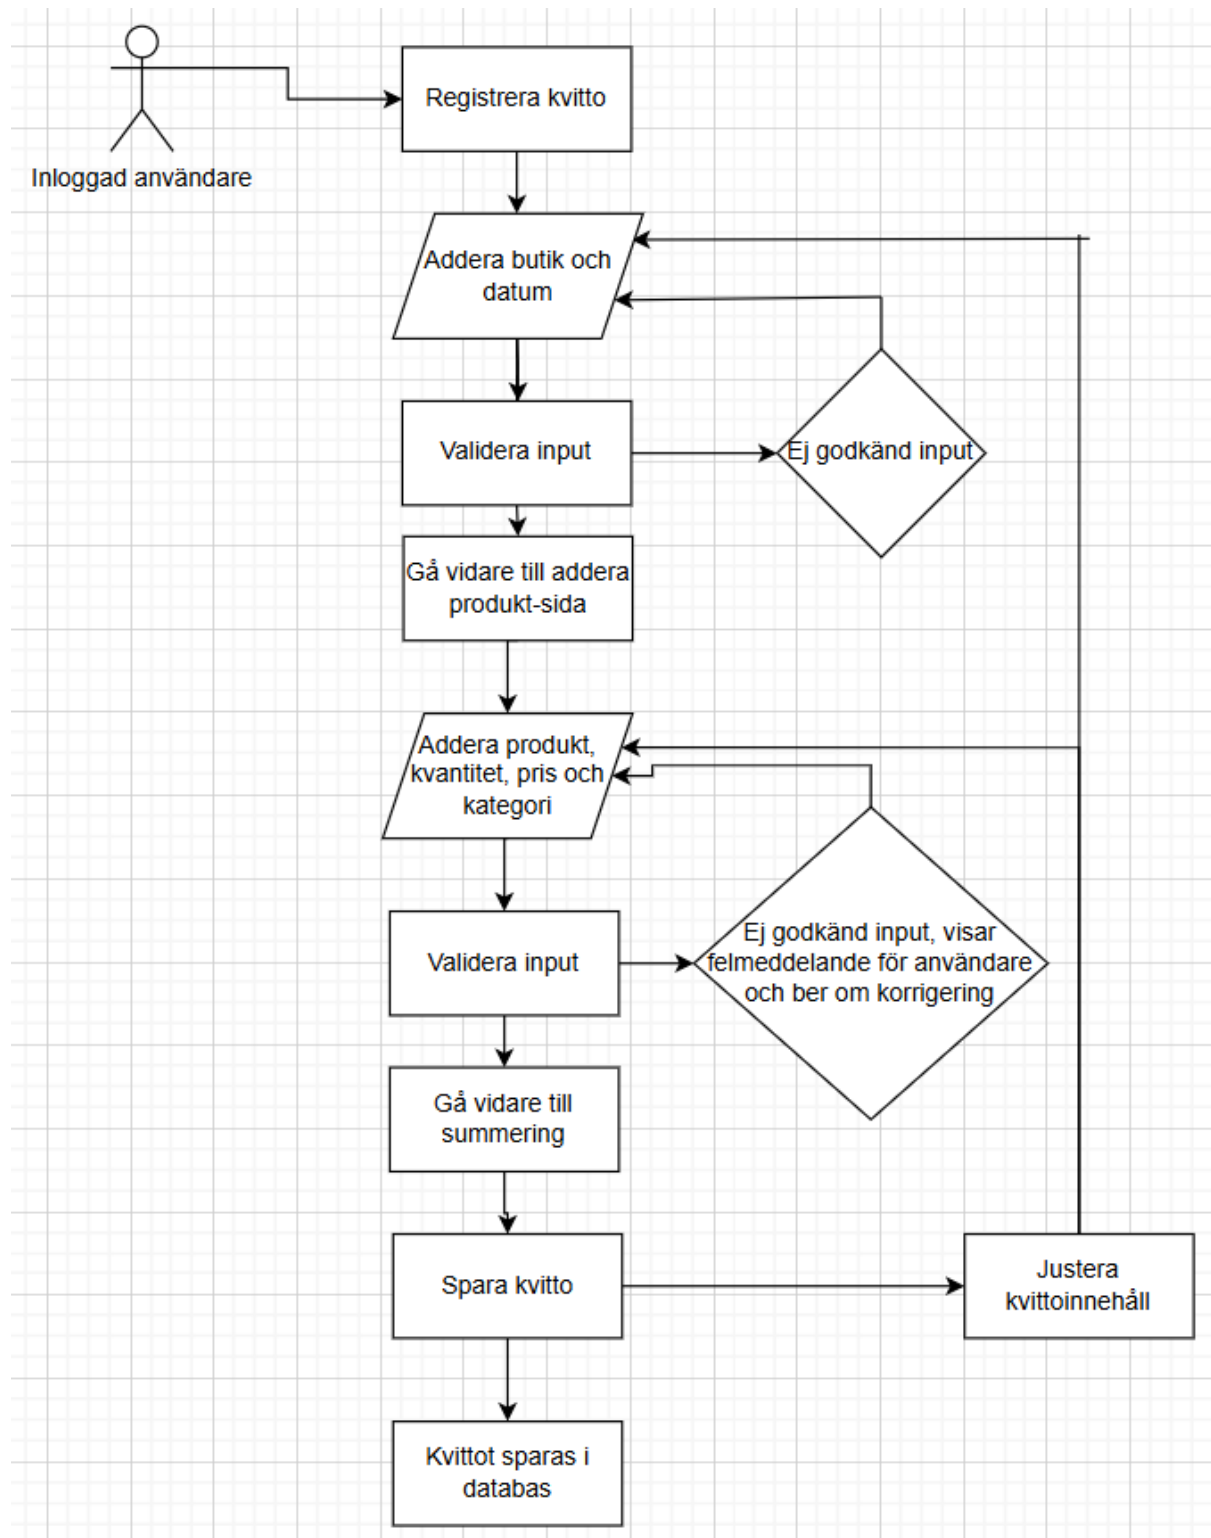 Registrera kvitto
Inloggad användare
Addera butik och
datum
Validera input
Ej godkänd input
Gå vidare till addera
produkt-sida
Addera produkt,
kvantitet, pris och
kategori
Validera input
Ej godkänd input, visar
felmeddelande för användare
och ber om korrigering
Gå vidare till
summering
Spara kvitto
Justera
kvittoinnehåll
Kvittot sparas i
databas